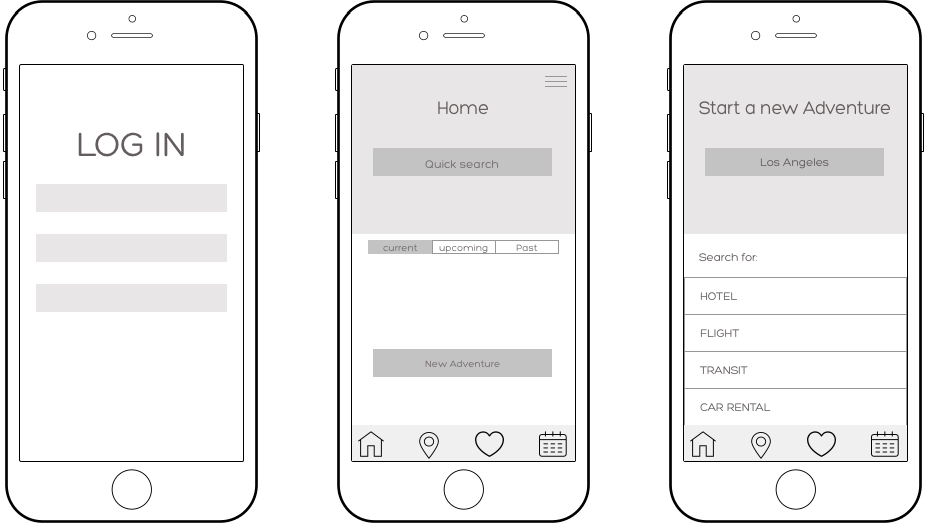 LOG IN
Home
Quick search
current upcoming Past
New Adventure
Start a new Adventure
Los Angeles
Search for:
HOTEL
FLIGHT
TRANSIT
CAR RENTAL